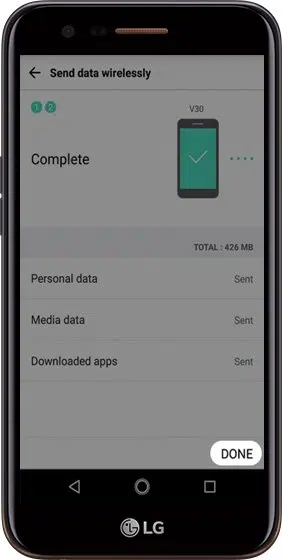 Send data wirelessly
1 2
V30
Complete
TOTAL : 426 MB
Personal data Sent
Media data Sent
Downloaded apps Sent
DONE
LG